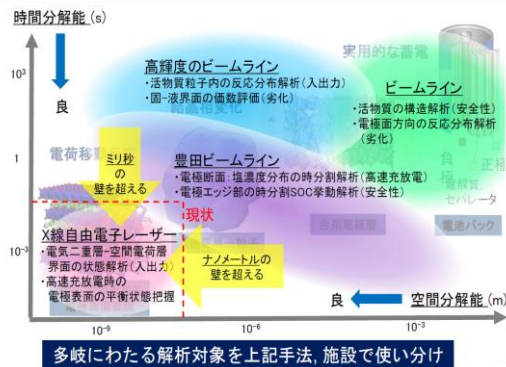 時間分解能(s)
10³
良
1
10⁻³
高輝度のビームライン
・活物質粒子内の反応分布解析(入出力)
・固-液界面の価数評価(劣化)
実用的な蓄電
ビームライン
・活物質の構造解析(安全性)
・電極面方向の反応分布解析
(劣化)
電荷移動
ミリ秒の
壁を超える
豊田ビームライン
・電極断面:塩濃度分布の時分割解析(高速充放電)
・電極エッジ部の時分割SOC挙動解析(安全性)
負極
正極
電解質、
セパレータ
電池パック
合剤電極層
現状
X線自由電子レーザー
・電気二重層-空間電荷層
界面の状態解析(入出力)
・高速充放電時の
電極表面の平衡状態把握
ナノメートルの
壁を超える
良
空間分解能(m)
10⁻⁹
10⁻⁶
10⁻³
多岐にわたる解析対象を上記手法, 施設で使い分け